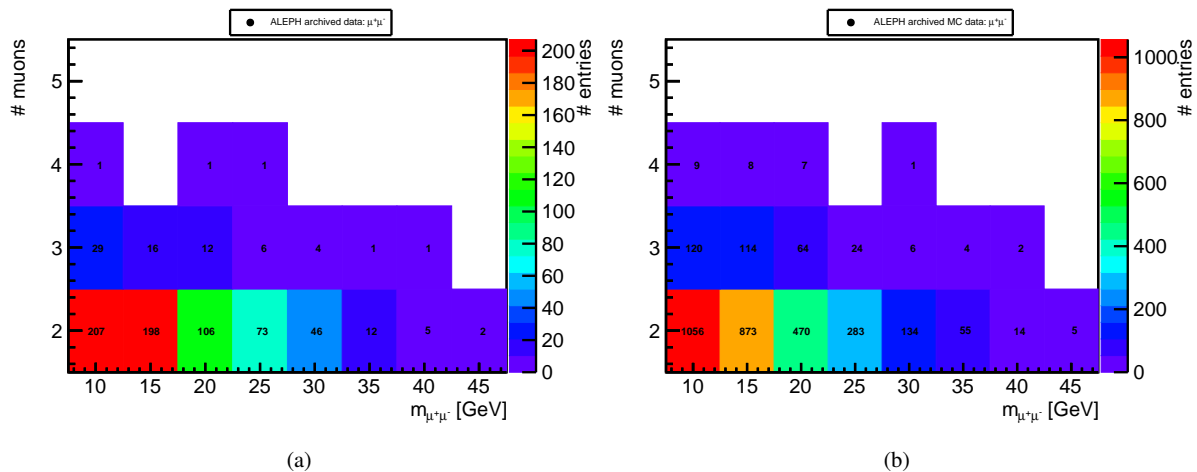 ALEPH archived data: μ⁺μ⁻
# muons
5
4
3
2
1 1 1
29 16 12 6 4 1 1
207 198 106 73 46 12 5 2
10 15 20 25 30 35 40 45
m_μ⁺μ⁻ [GeV]
200
180
160
140
120
100
80
60
40
20
0
# entries
(a)
ALEPH archived MC data: μ⁺μ⁻
# muons
5
4
3
2
9 8 7 1
120 114 64 24 6 4 2
1056 873 470 283 134 55 14 5
10 15 20 25 30 35 40 45
m_μ⁺μ⁻ [GeV]
1000
800
600
400
200
0
# entries
(b)